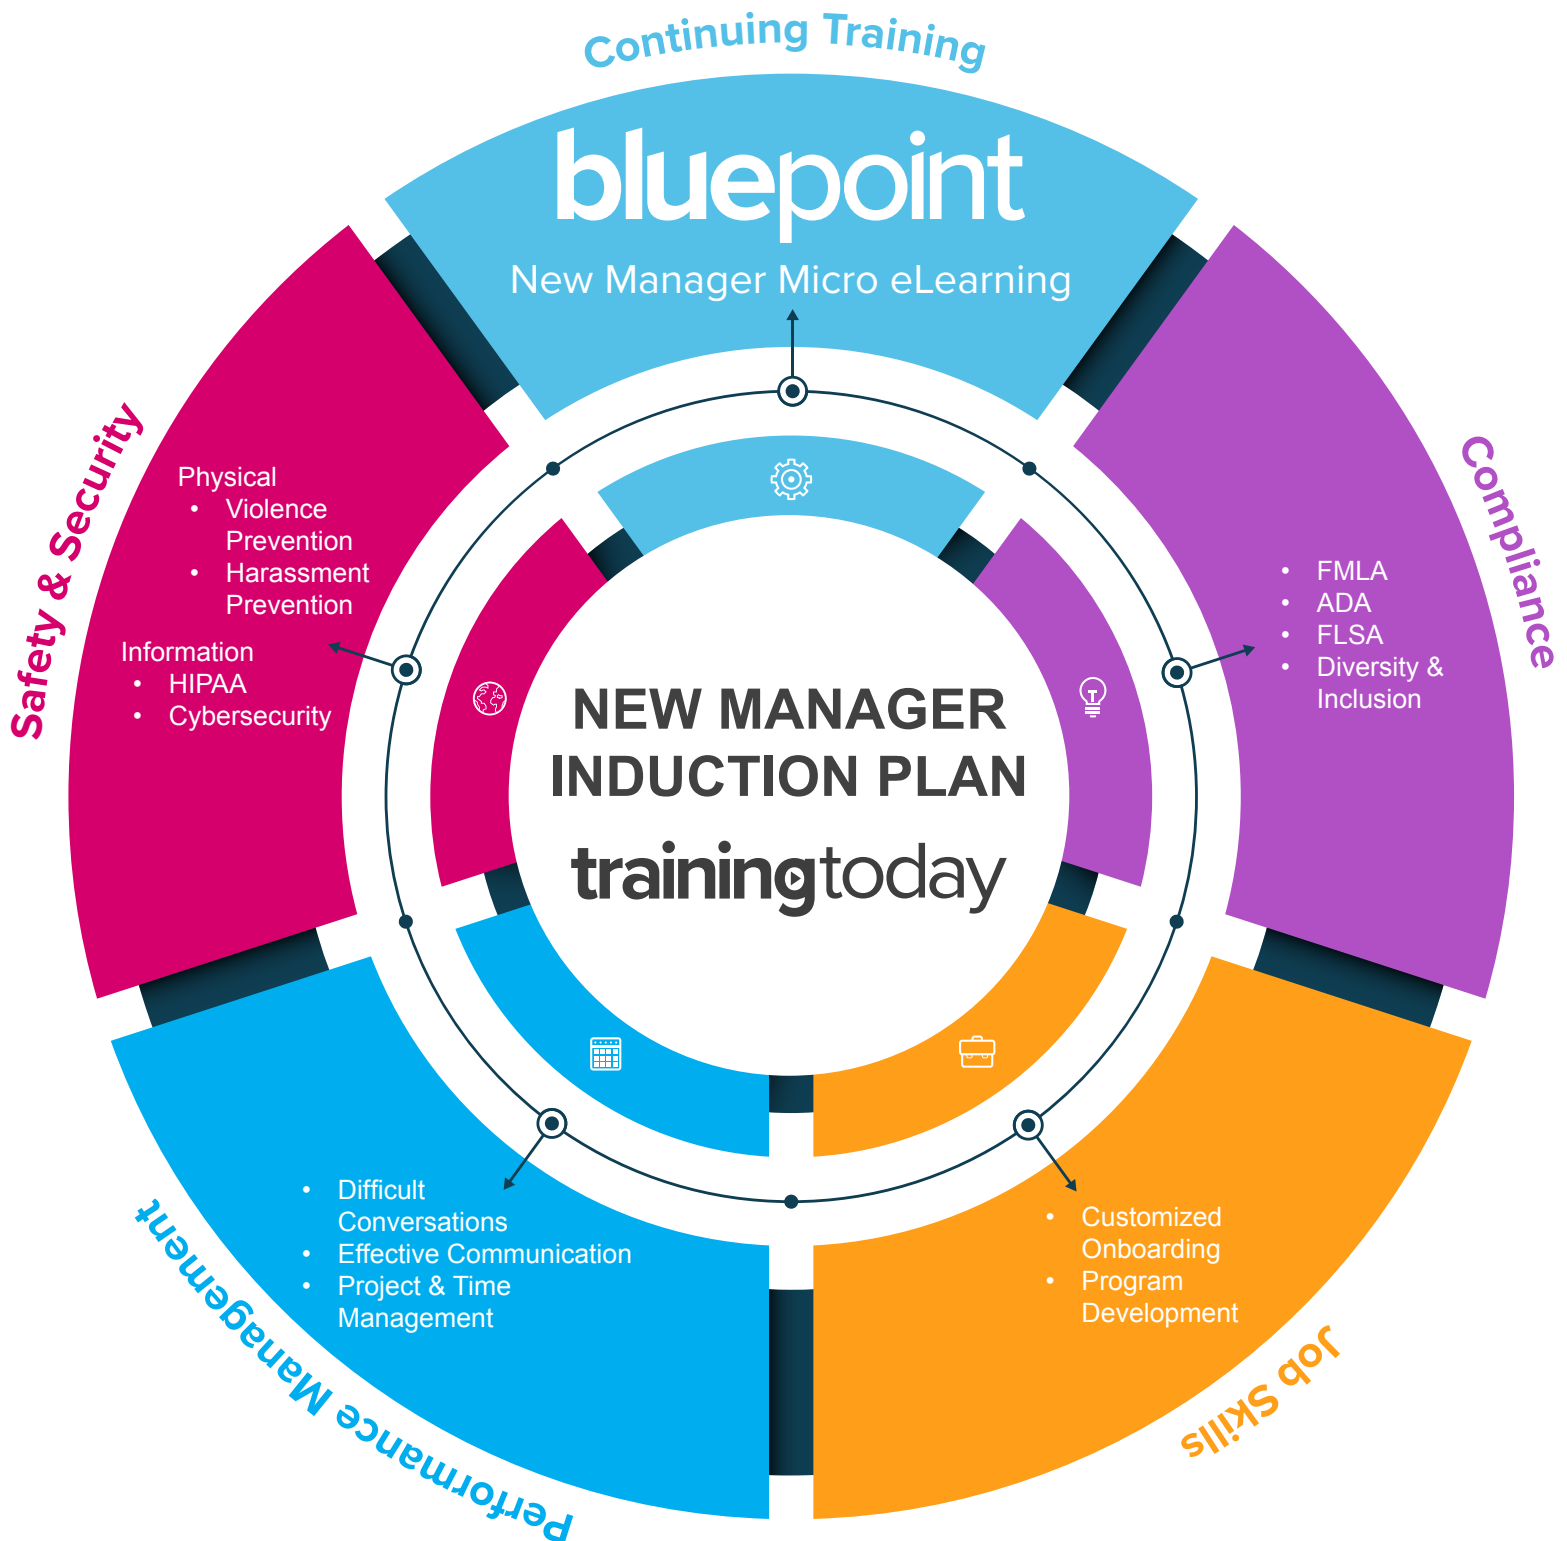 Continuing Training
bluepoint
New Manager Micro eLearning
Compliance
• FMLA
• ADA
• FLSA
• Diversity &
Inclusion
Job Skills
• Customized
Onboarding
• Program
Development
Performance Management
• Difficult
Conversations
• Effective Communication
• Project & Time
Management
Safety & Security
Physical
• Violence
Prevention
• Harassment
Prevention
Information
• HIPAA
• Cybersecurity
NEW MANAGER
INDUCTION PLAN
trainingtoday